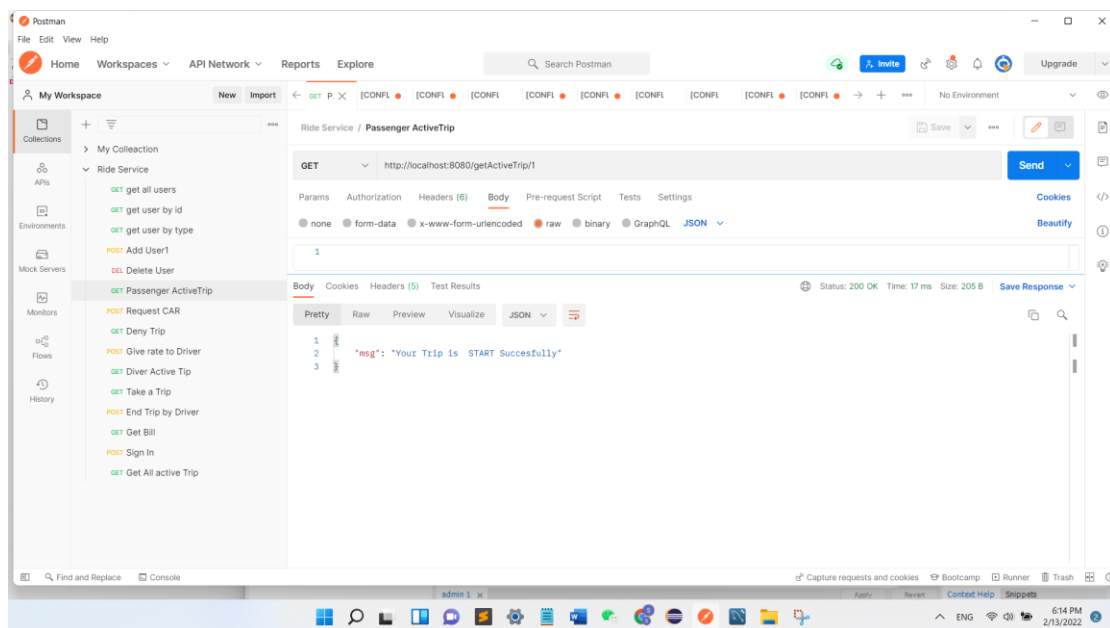 Postman
File Edit View Help
Home Workspaces API Network Reports Explore Search Postman Invite Upgrade
My Workspace New Import GET P. [CONFL [CONFL [CONFL [CONFL [CONFL [CONFL [CONFL [CONFL [CONFL No Environment
Collections
APIs
Environments
Mock Servers
Monitors
Flows
History
My Colleaction
Ride Service
GET get all users
GET get user by id
GET get user by type
POST Add User1
DEL Delete User
GET Passenger ActiveTrip
POST Request CAR
GET Deny Trip
POST Give rate to Driver
GET Diver Active Tip
GET Take a Trip
POST End Trip by Driver
GET Get Bill
POST Sign In
GET Get All active Trip
Ride Service / Passenger ActiveTrip Save
GET http://localhost:8080/getActiveTrip/1 Send
Params Authorization Headers (6) Body Pre-request Script Tests Settings Cookies
none form-data x-www-form-urlencoded raw binary GraphQL JSON Beautify
1
Body Cookies Headers (5) Test Results Status: 200 OK Time: 17 ms Size: 205 B Save Response
Pretty Raw Preview Visualize JSON
1 {
2 "msg": "Your Trip is START Succesfully"
3 }
Find and Replace Console Capture requests and cookies Bootcamp Runner Trash
admin 1 x Apply Revert Context Help Snippets
ENG 6:14 PM
2/13/2022